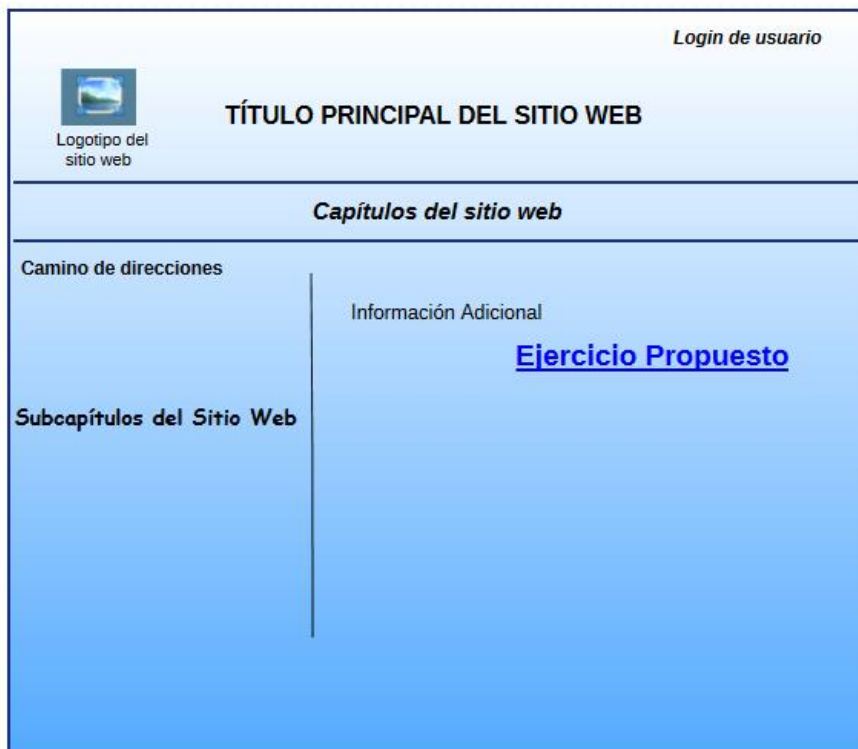 Login de usuario
TÍTULO PRINCIPAL DEL SITIO WEB
Logotipo del
sitio web
Capítulos del sitio web
Camino de direcciones
Información Adicional
Ejercicio Propuesto
Subcapítulos del Sitio Web